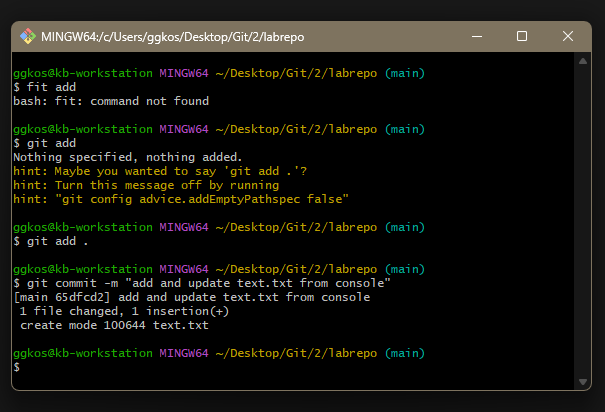 MINGW64:/c/Users/ggkos/Desktop/Git/2/labrepo
ggkos@kb-workstation MINGW64 ~/Desktop/Git/2/labrepo (main)
$ fit add
bash: fit: command not found
ggkos@kb-workstation MINGW64 ~/Desktop/Git/2/labrepo (main)
$ git add
Nothing specified, nothing added.
hint: Maybe you wanted to say 'git add .'?
hint: Turn this message off by running
hint: "git config advice.addEmptyPathspec false"
ggkos@kb-workstation MINGW64 ~/Desktop/Git/2/labrepo (main)
$ git add .
ggkos@kb-workstation MINGW64 ~/Desktop/Git/2/labrepo (main)
$ git commit -m "add and update text.txt from console"
[main 65dfcd2] add and update text.txt from console
 1 file changed, 1 insertion(+)
 create mode 100644 text.txt
ggkos@kb-workstation MINGW64 ~/Desktop/Git/2/labrepo (main)
$